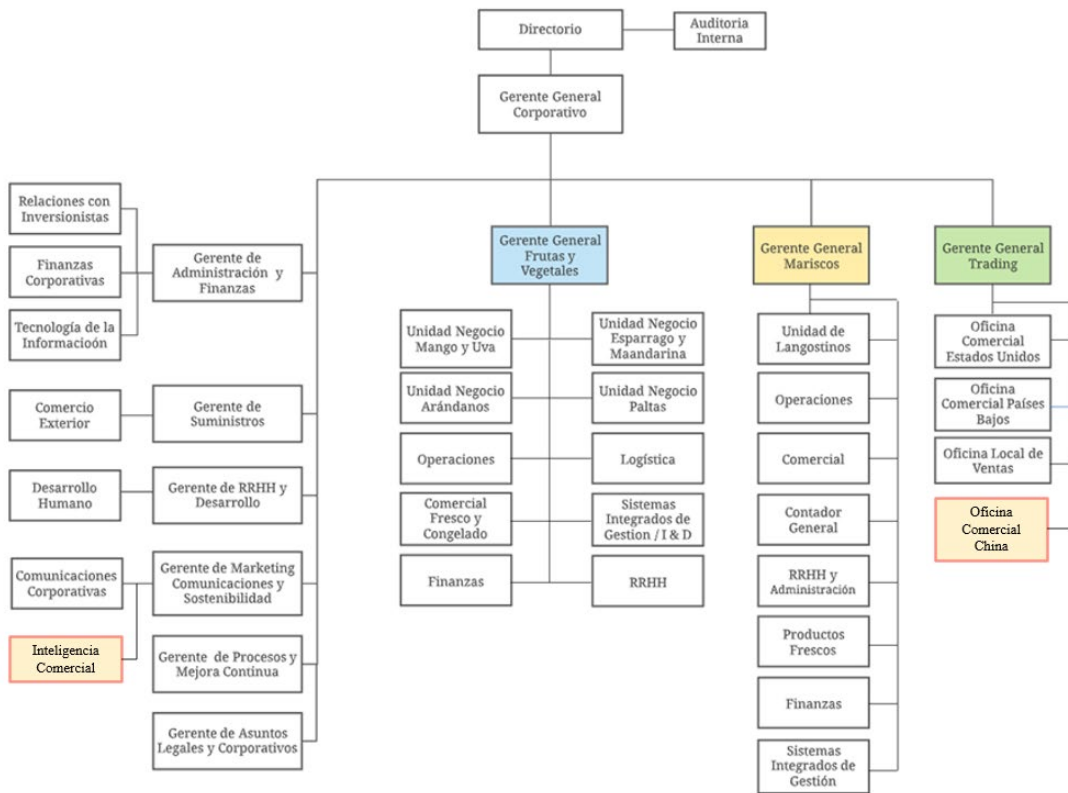 Directorio
Auditoria
Interna
Gerente General
Corporativo
Relaciones con
Inversionistas
Finanzas
Corporativas
Tecnología de la
Informacioón
Gerente de
Administración y
Finanzas
Comercio
Exterior
Gerente de
Suministros
Desarrollo
Humano
Gerente de RRHH y
Desarrollo
Comunicaciones
Corporativas
Inteligencia
Comercial
Gerente de Marketing
Comunicaciones y
Sostenibilidad
Gerente de Procesos y
Mejora Continua
Gerente de Asuntos
Legales y Corporativos
Gerente General
Frutas y
Vegetales
Unidad Negocio
Mango y Uva
Unidad Negocio
Esparrago y
Maandarina
Unidad Negocio
Arándanos
Unidad Negocio
Paltas
Operaciones
Logística
Comercial
Fresco y
Congelado
Sistemas
Integrados de
Gestion / I & D
Finanzas
RRHH
Gerente General
Mariscos
Unidad de
Langostinos
Operaciones
Comercial
Contador
General
RRHH y
Administración
Productos
Frescos
Finanzas
Sistemas
Integrados de
Gestión
Gerente General
Trading
Oficina
Comercial
Estados Unidos
Oficina
Comercial Países
Bajos
Oficina Local de
Ventas
Oficina
Comercial
China